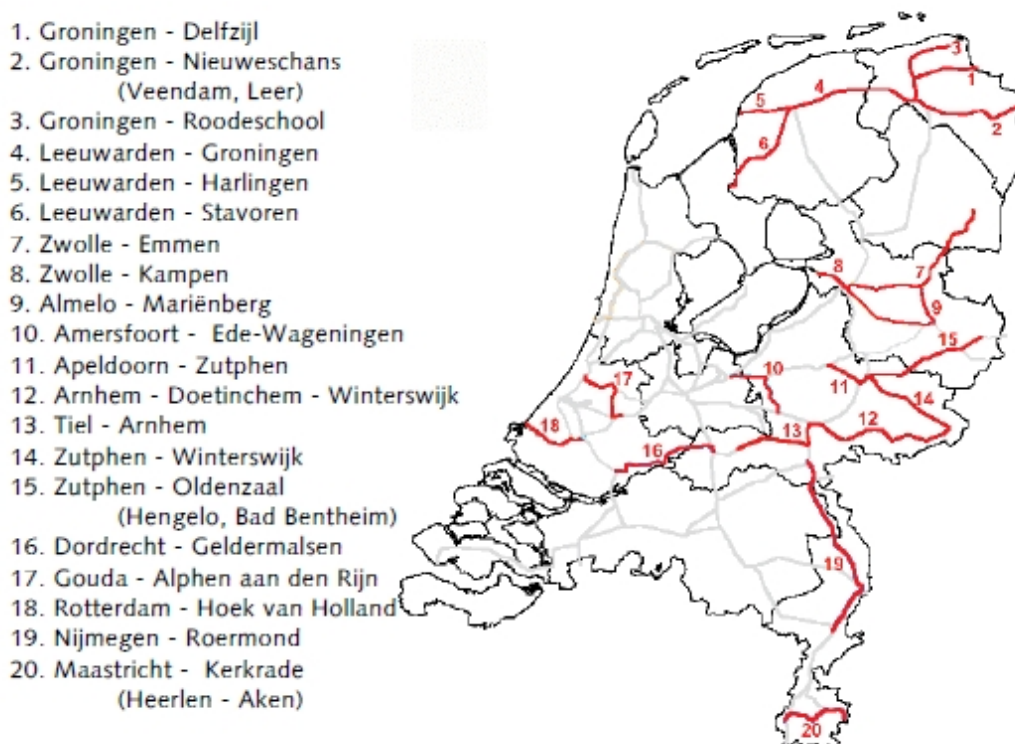 1. Groningen - Delfzijl
2. Groningen - Nieuweschans
(Veendam, Leer)
3. Groningen - Roodeschool
4. Leeuwarden - Groningen
5. Leeuwarden - Harlingen
6. Leeuwarden - Stavoren
7. Zwolle - Emmen
8. Zwolle - Kampen
9. Almelo - Mariënberg
10. Amersfoort - Ede-Wageningen
11. Apeldoorn - Zutphen
12. Arnhem - Doetinchem - Winterswijk
13. Tiel - Arnhem
14. Zutphen - Winterswijk
15. Zutphen - Oldenzaal
(Hengelo, Bad Bentheim)
16. Dordrecht - Geldermalsen
17. Gouda - Alphen aan den Rijn
18. Rotterdam - Hoek van Holland
19. Nijmegen - Roermond
20. Maastricht - Kerkrade
(Heerlen - Aken)
3
1
4
5
2
6
8
7
9
15
10
17
11
14
12
18
13
16
19
20